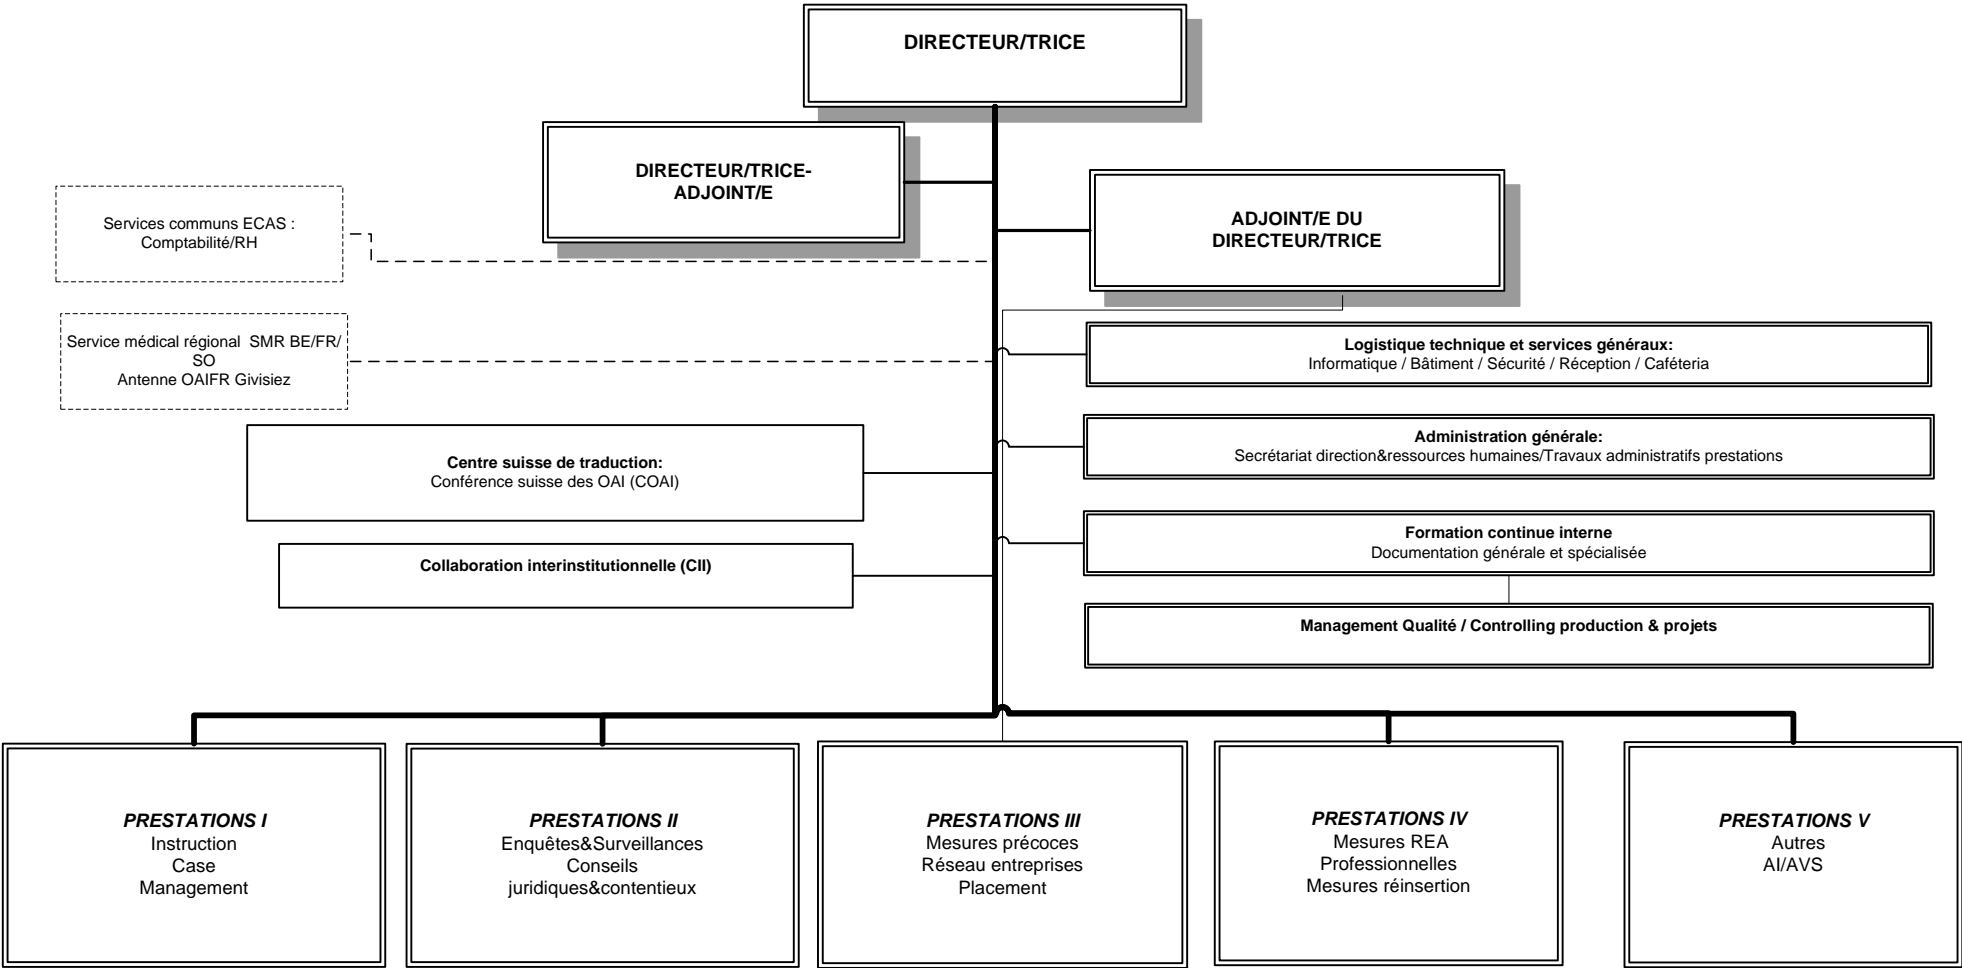 DIRECTEUR/TRICE
DIRECTEUR/TRICE-
ADJOINT/E
ADJOINT/E DU
DIRECTEUR/TRICE
Services communs ECAS :
Comptabilité/RH
Service médical régional  SMR BE/FR/
SO
Antenne OAIFR Givisiez
Logistique technique et services généraux:
Informatique / Bâtiment / Sécurité / Réception / Caféteria
Administration générale:
Secrétariat direction&ressources humaines/Travaux administratifs prestations
Centre suisse de traduction:
Conférence suisse des OAI (COAI)
Formation continue interne
Documentation générale et spécialisée
Collaboration interinstitutionnelle (CII)
Management Qualité / Controlling production & projets
PRESTATIONS I
Instruction
Case
Management
PRESTATIONS II
Enquêtes&Surveillances
Conseils
juridiques&contentieux
PRESTATIONS III
Mesures précoces
Réseau entreprises
Placement
PRESTATIONS IV
Mesures REA
Professionnelles
Mesures réinsertion
PRESTATIONS V
Autres
AI/AVS